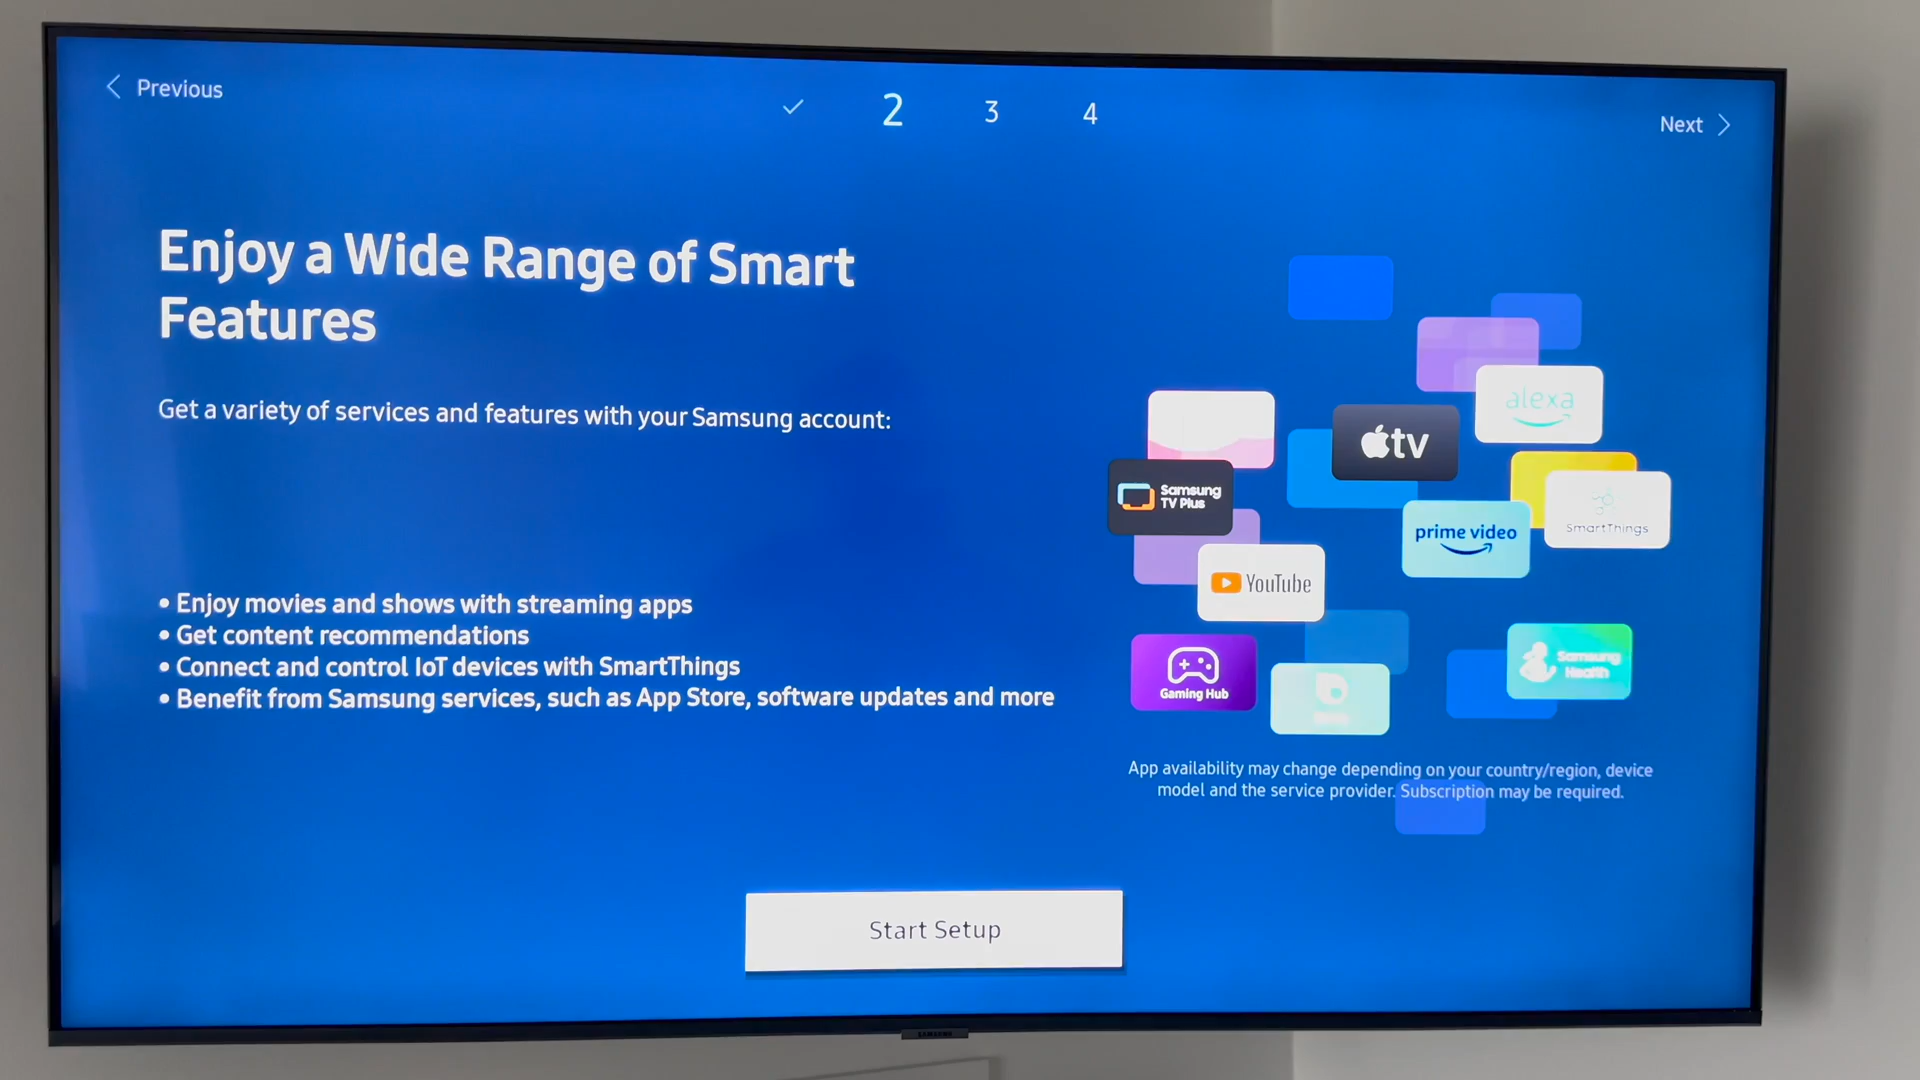 Previous
2 3 4
Next
Enjoy a Wide Range of Smart
Features
Get a variety of services and features with your Samsung account:
• Enjoy movies and shows with streaming apps
• Get content recommendations
• Connect and control IoT devices with SmartThings
• Benefit from Samsung services, such as App Store, software updates and more
alexa
tv
Samsung
TV Plus
SmartThings
prime video
YouTube
Samsung
Health
Gaming Hub
App availability may change depending on your country/region, device
model and the service provider. Subscription may be required.
Start Setup
SAMSUNG